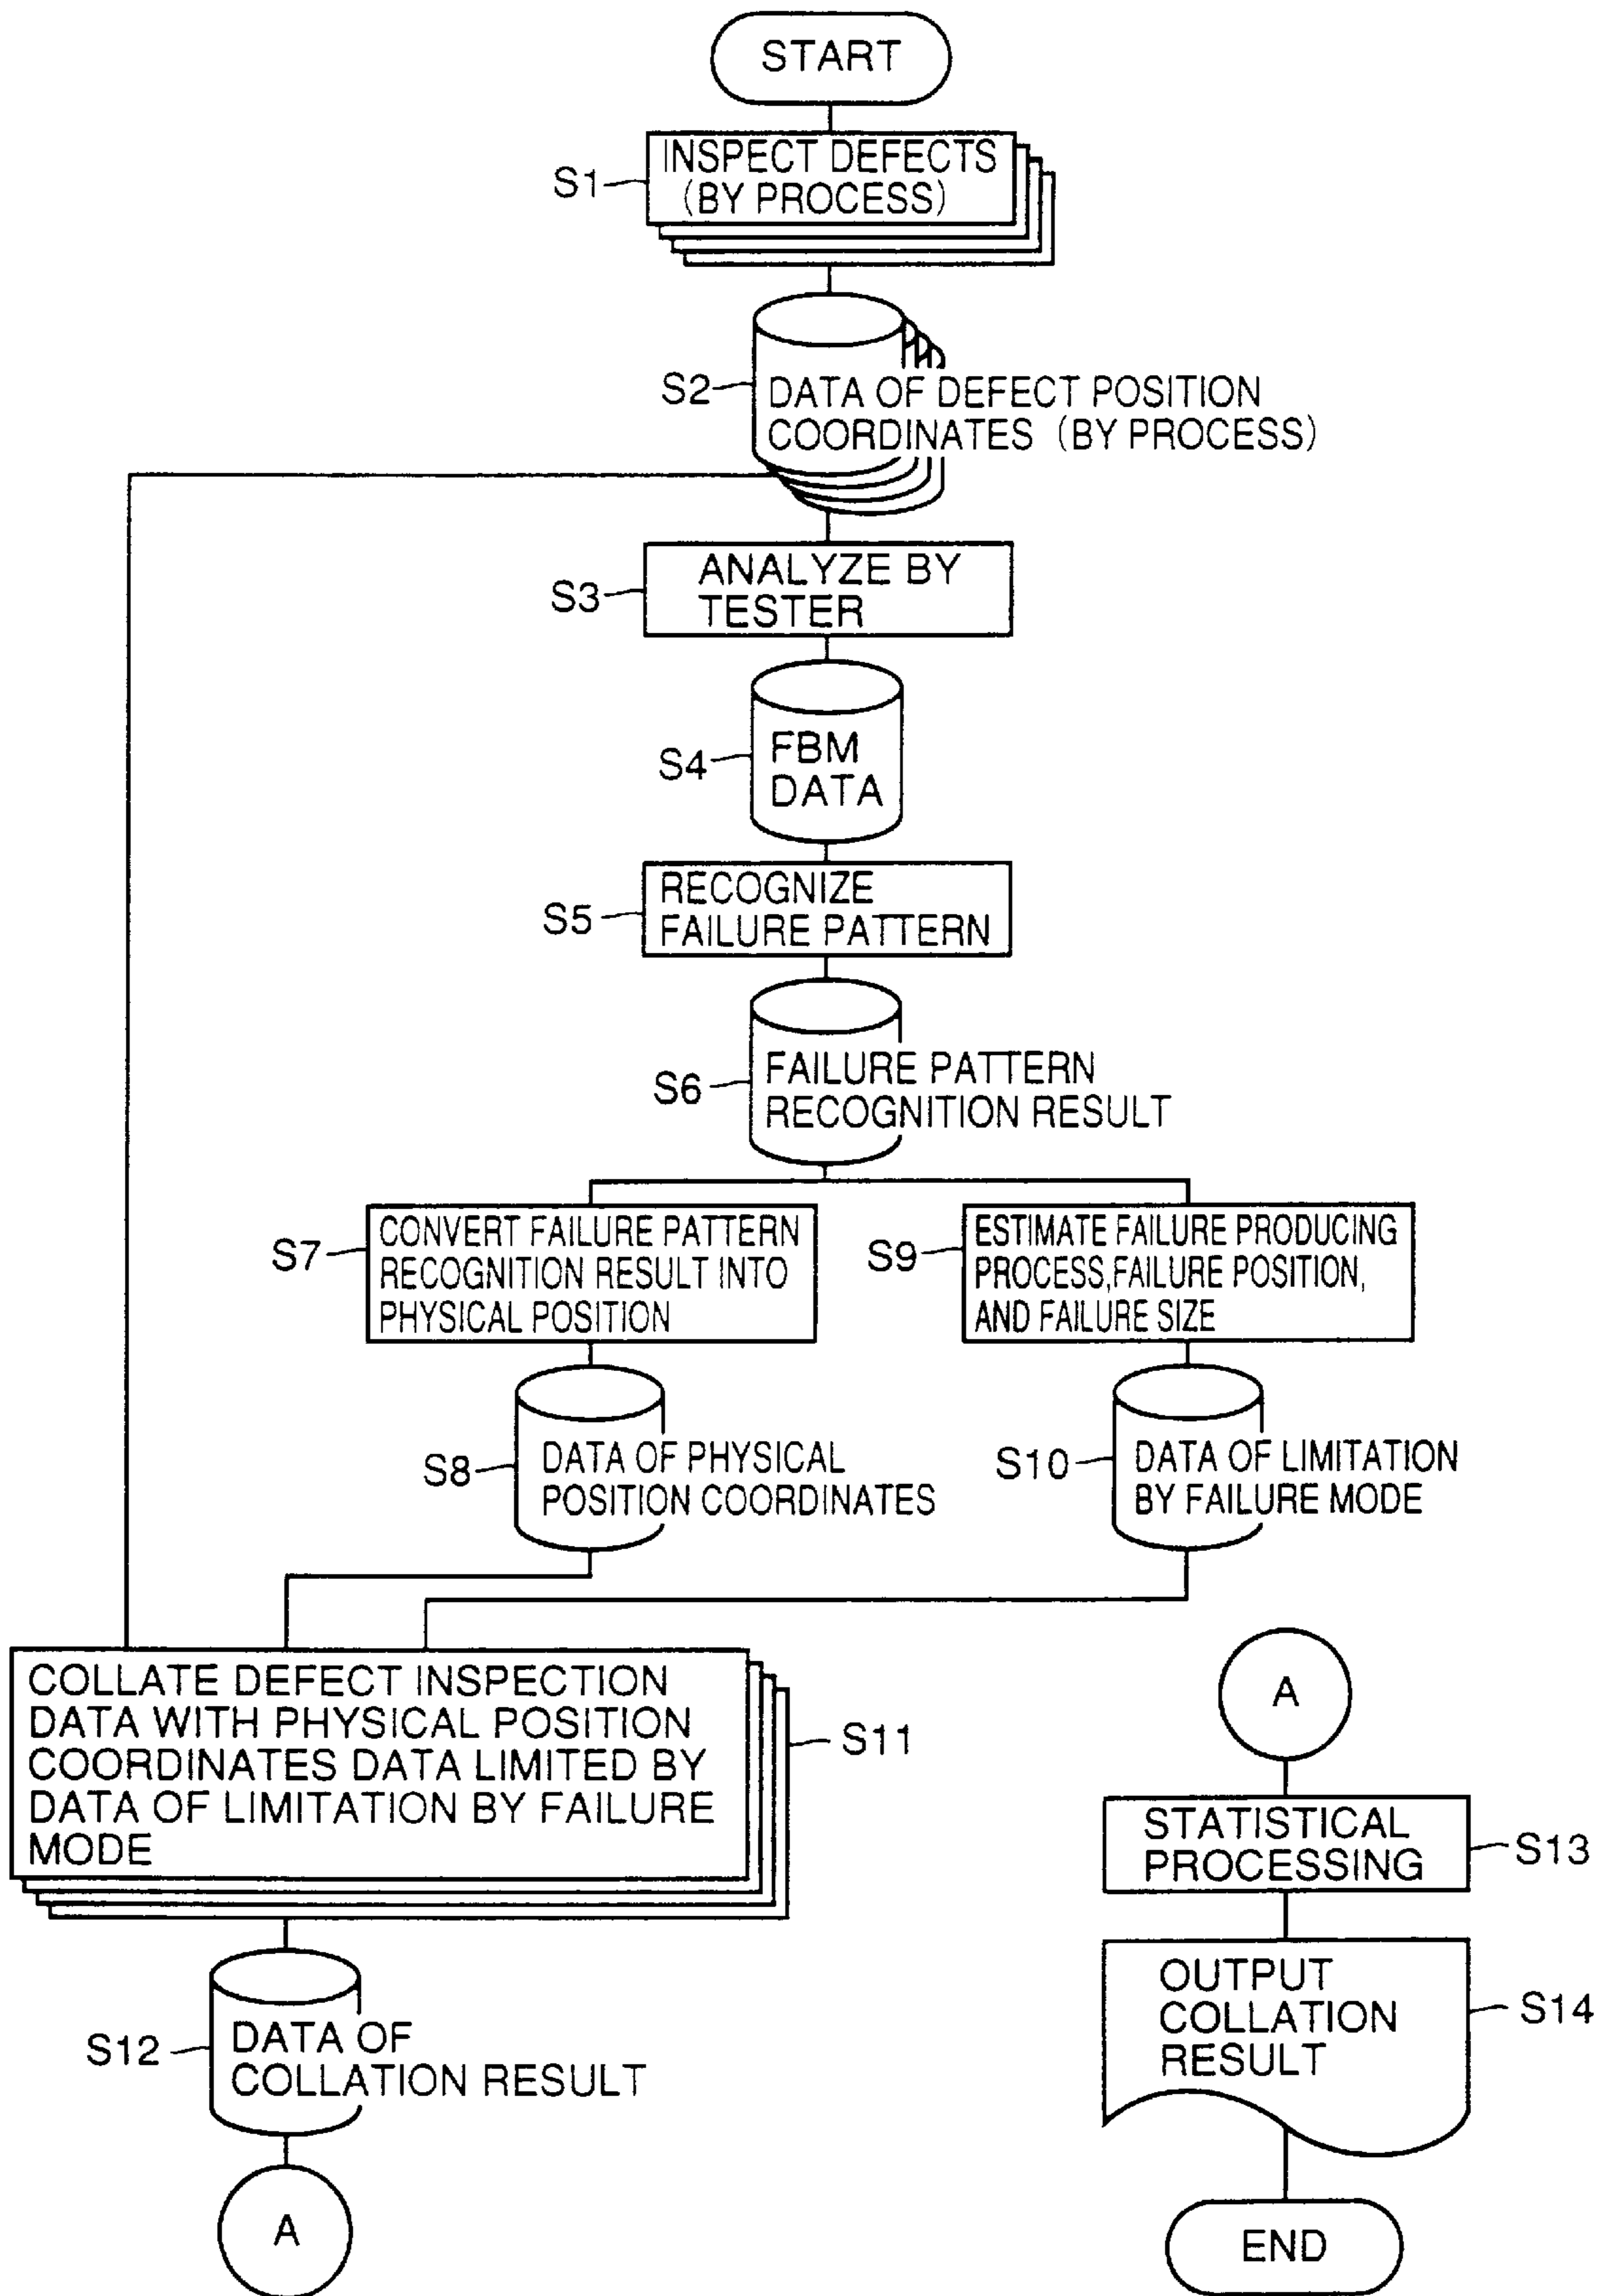 START
S1
INSPECT DEFECTS
(BY PROCESS)
S2
DATA OF DEFECT POSITION
COORDINATES (BY PROCESS)
S3
ANALYZE BY
TESTER
S4
FBM
DATA
S5
RECOGNIZE
FAILURE PATTERN
S6
FAILURE PATTERN
RECOGNITION RESULT
S7
CONVERT FAILURE PATTERN
RECOGNITION RESULT INTO
PHYSICAL POSITION
S9
ESTIMATE FAILURE PRODUCING
PROCESS, FAILURE POSITION,
AND FAILURE SIZE
S8
DATA OF PHYSICAL
POSITION COORDINATES
S10
DATA OF LIMITATION
BY FAILURE MODE
COLLATE DEFECT INSPECTION
DATA WITH PHYSICAL POSITION
COORDINATES DATA LIMITED BY
DATA OF LIMITATION BY FAILURE
MODE
S11
S12
DATA OF
COLLATION RESULT
A
A
STATISTICAL
PROCESSING
S13
OUTPUT
COLLATION
RESULT
S14
END